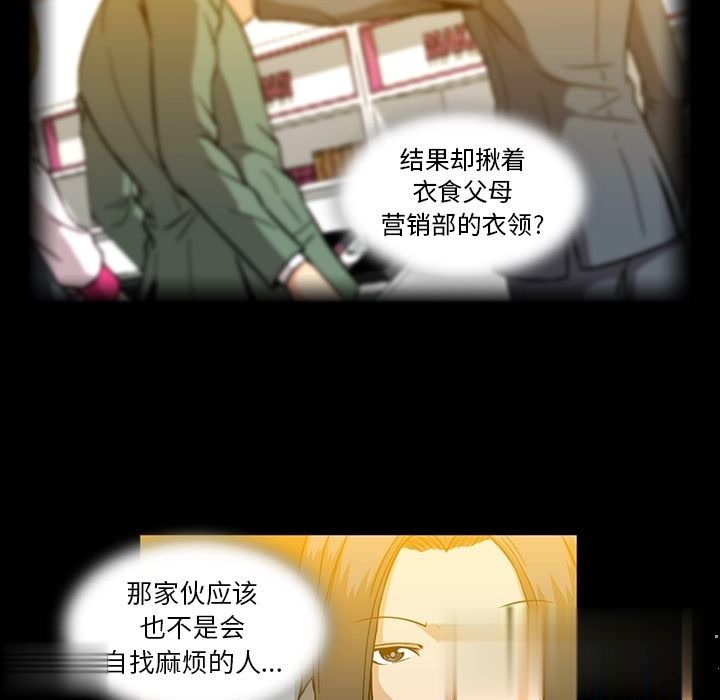 结果却揪着
衣食父母
营销部的衣领?
那家伙应该
也不是会
自找麻烦的人...